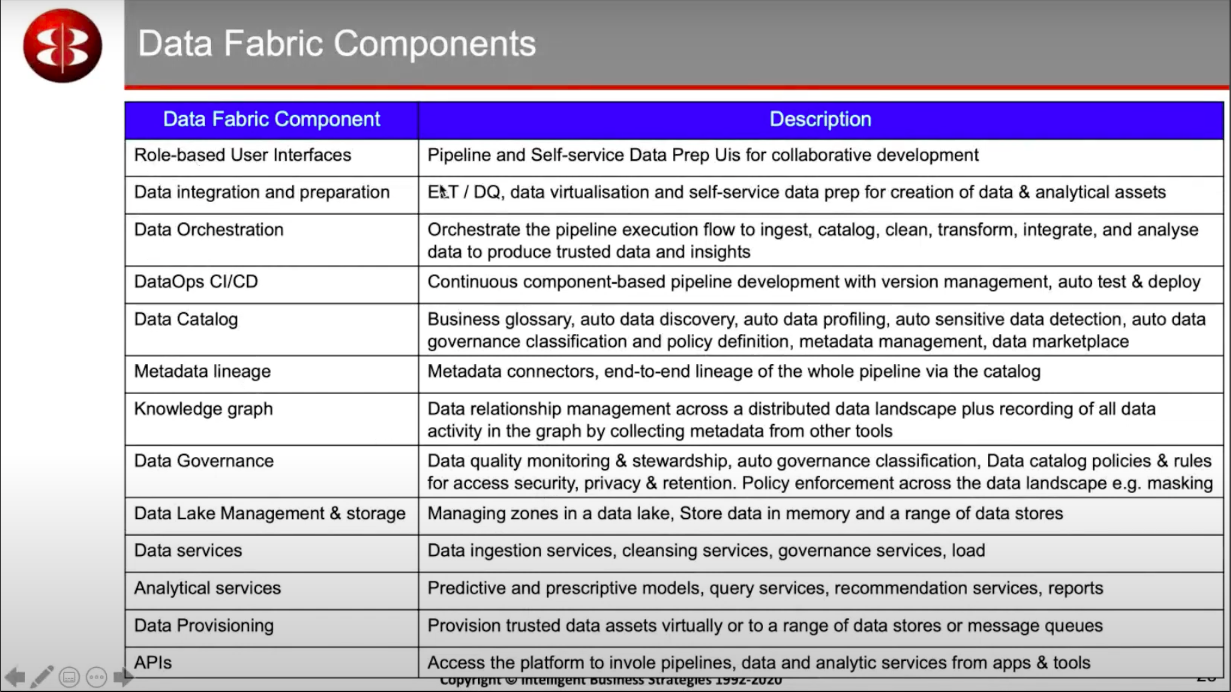 Data Fabric Components
Data Fabric Component
Description
Role-based User Interfaces
Pipeline and Self-service Data Prep Uis for collaborative development
Data integration and preparation
ELT / DQ, data virtualisation and self-service data prep for creation of data & analytical assets
Data Orchestration
Orchestrate the pipeline execution flow to ingest, catalog, clean, transform, integrate, and analyse
data to produce trusted data and insights
DataOps CI/CD
Continuous component-based pipeline development with version management, auto test & deploy
Data Catalog
Business glossary, auto data discovery, auto data profiling, auto sensitive data detection, auto data
governance classification and policy definition, metadata management, data marketplace
Metadata lineage
Metadata connectors, end-to-end lineage of the whole pipeline via the catalog
Knowledge graph
Data relationship management across a distributed data landscape plus recording of all data
activity in the graph by collecting metadata from other tools
Data Governance
Data quality monitoring & stewardship, auto governance classification, Data catalog policies & rules
for access security, privacy & retention. Policy enforcement across the data landscape e.g. masking
Data Lake Management & storage
Managing zones in a data lake, Store data in memory and a range of data stores
Data services
Data ingestion services, cleansing services, governance services, load
Analytical services
Predictive and prescriptive models, query services, recommendation services, reports
Data Provisioning
Provision trusted data assets virtually or to a range of data stores or message queues
APIs
Access the platform to invole pipelines, data and analytic services from apps & tools
Copyright © Intelligent Business Strategies 1992-2020